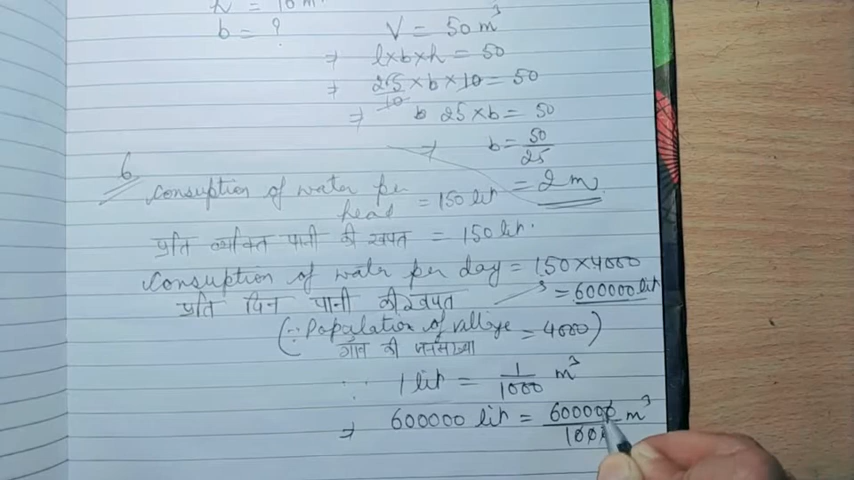 h = 10 m
b = ?
V = 50 m³
⇒ l×b×h = 50
⇒ 25/10 × b × 10 = 50
⇒ b 25×b = 50
⇒ b = 50/25
= 2 m
6 Consuption of water per head = 150 lit
प्रति व्यक्ति पानी की खपत = 150 lit.
Consuption of water per day = 150×4000
प्रति दिन पानी की खपत = 600000 lit
(∵ Population of village = 4000)
गाँव की जनसंख्या
∵ 1 lit = 1/1000 m³
⇒ 600000 lit = 600000/1000 m³